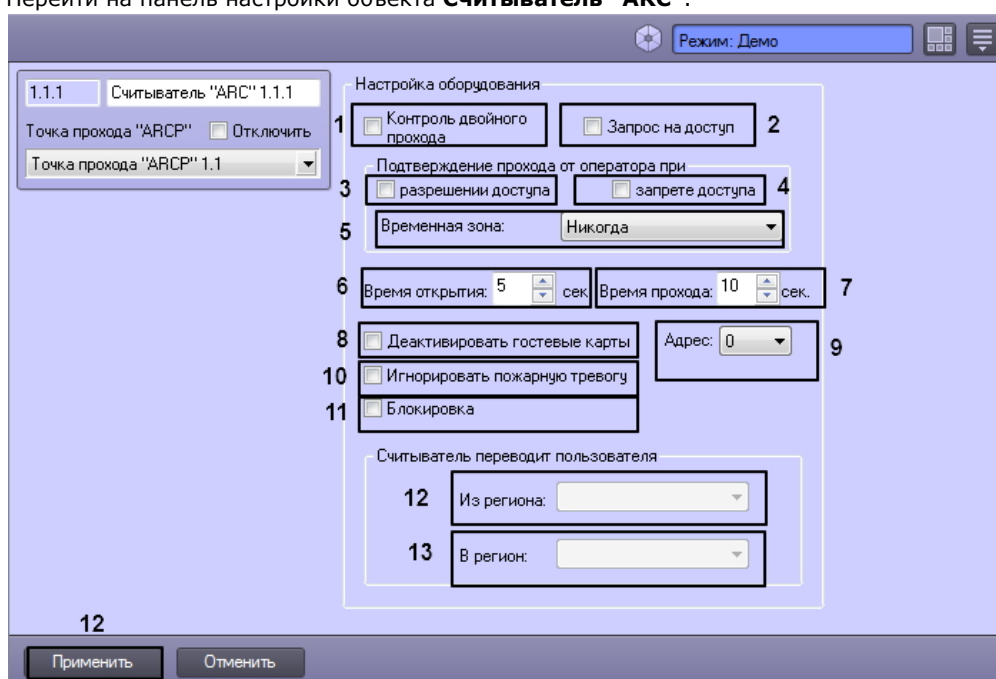 Перейти на панель настройки объекта Считыватель "ARC".
Режим: Демо
1.1.1 Считыватель "ARC" 1.1.1
Точка прохода "ARCP" Отключить
Точка прохода "ARCP" 1.1
Настройка оборудования
1 Контроль двойного прохода
Запрос на доступ 2
Подтверждение прохода от оператора при
3 разрешении доступа
запрете доступа 4
5 Временная зона: Никогда
6 Время открытия: 5 сек
Время прохода: 10 сек. 7
8 Деактивировать гостевые карты
Адрес: 0 9
10 Игнорировать пожарную тревогу
11 Блокировка
Считыватель переводит пользователя
12 Из региона:
13 В регион:
12
Применить Отменить